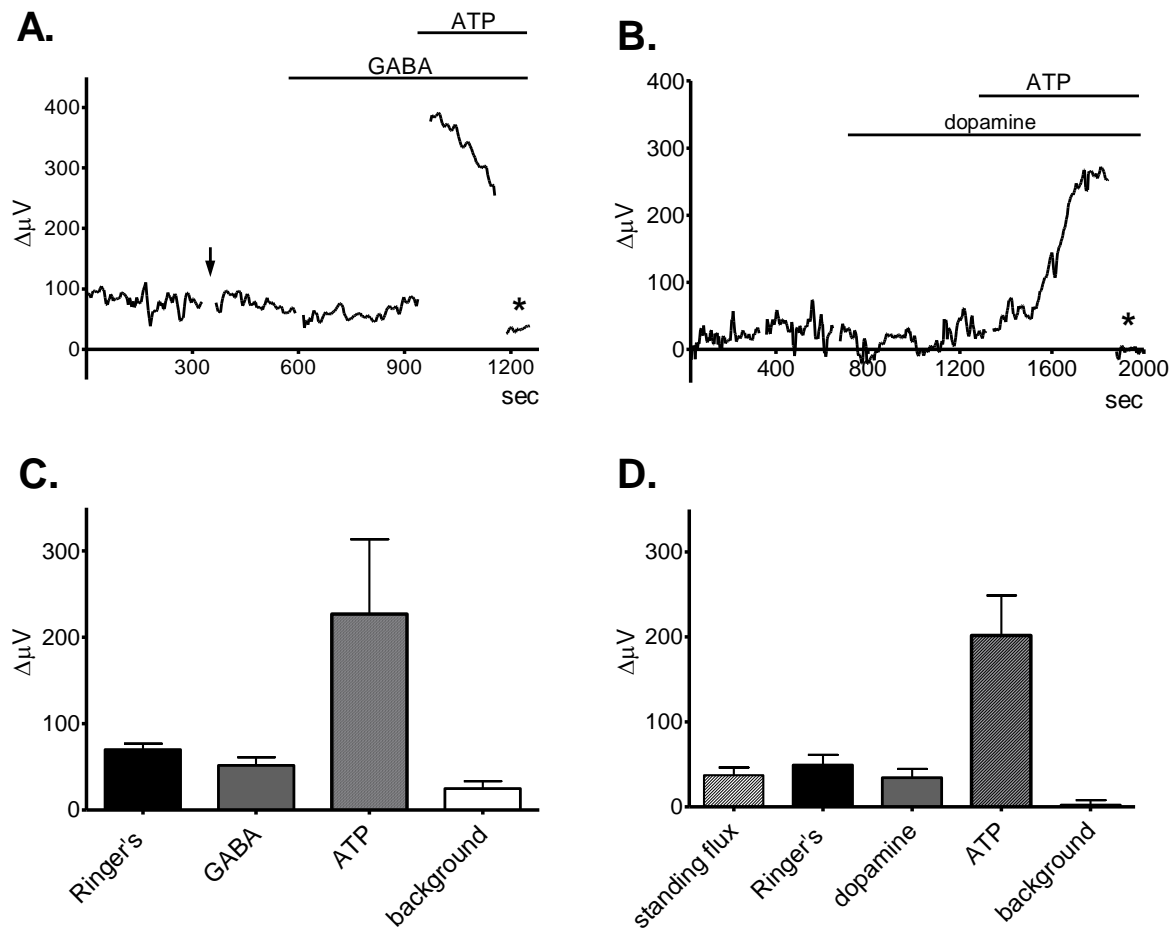 A.
ATP
GABA
ΔµV
400
300
200
100
0
*
300 600 900 1200
sec
B.
ATP
dopamine
ΔµV
400
300
200
100
0
*
400 800 1200 1600 2000
sec
C.
ΔµV
300
200
100
0
Ringer's
GABA
ATP
background
D.
ΔµV
300
200
100
0
standing flux
Ringer's
dopamine
ATP
background